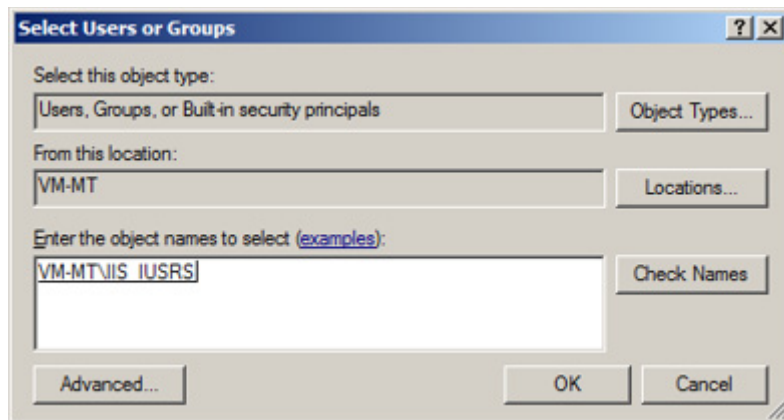 Select Users or Groups
Select this object type:
Users, Groups, or Built-in security principals
Object Types...
From this location:
VM-MT
Locations...
Enter the object names to select (examples):
VM-MT\IIS_IUSRS
Check Names
Advanced...
OK
Cancel